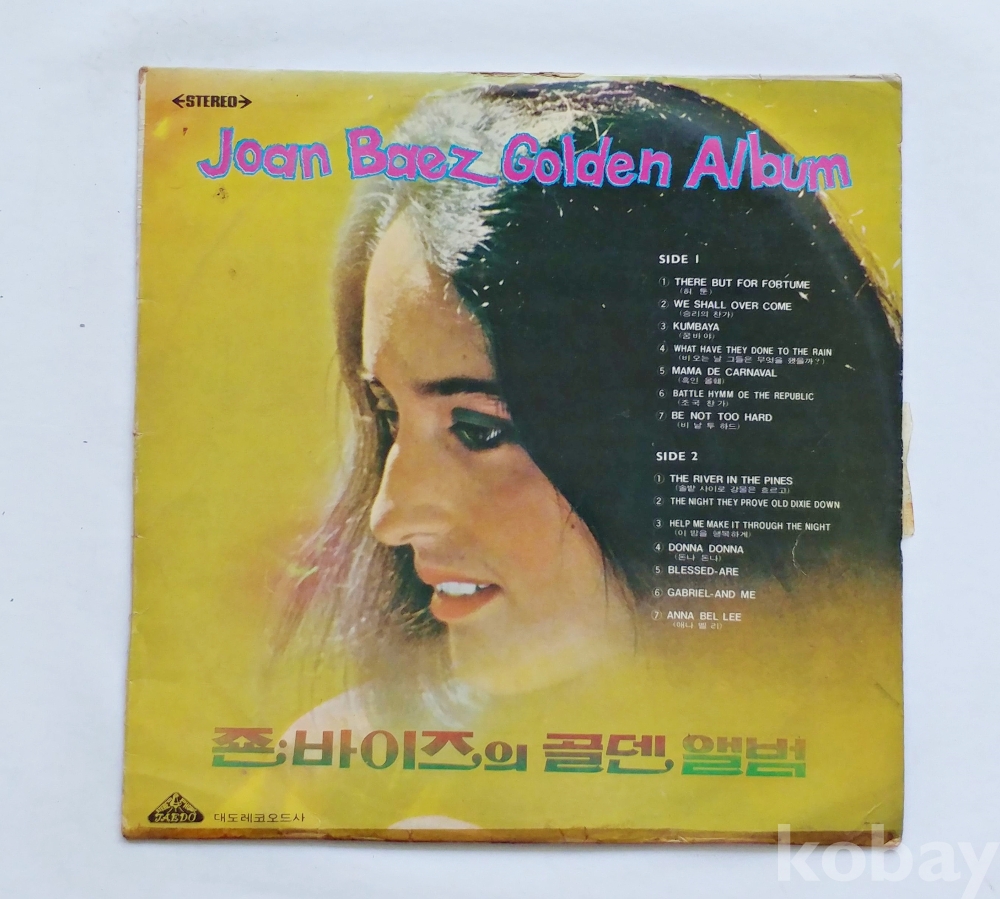 ←STEREO→
Joan Baez Golden Album
SIDE 1
① THERE BUT FOR FORTUME
② WE SHALL OVER COME
(승리의 찬가)
③ KUMBAYA
(꿈비야)
④ WHAT HAVE THEY DONE TO THE RAIN
(비오는 날 그들은 무엇을 했을까?)
⑤ MAMA DE CARNAVAL
(흑인 올훼)
⑥ BATTLE HYMM OE THE REPUBLIC
(조국 찬가)
⑦ BE NOT TOO HARD
(비 낱 투 하드)
SIDE 2
① THE RIVER IN THE PINES
(솔밭 사이로 강물은 흐르고)
② THE NIGHT THEY PROVE OLD DIXIE DOWN
③ HELP ME MAKE IT THROUGH THE NIGHT
(이 밤을 행복하게)
④ DONNA DONNA
(돈나 돈나)
⑤ BLESSED-ARE
⑥ GABRIEL-AND ME
⑦ ANNA BEL LEE
(애나 벨 리)
죤;바이즈의 골덴 앨범
TAEDO 대도레코오드사
kobay